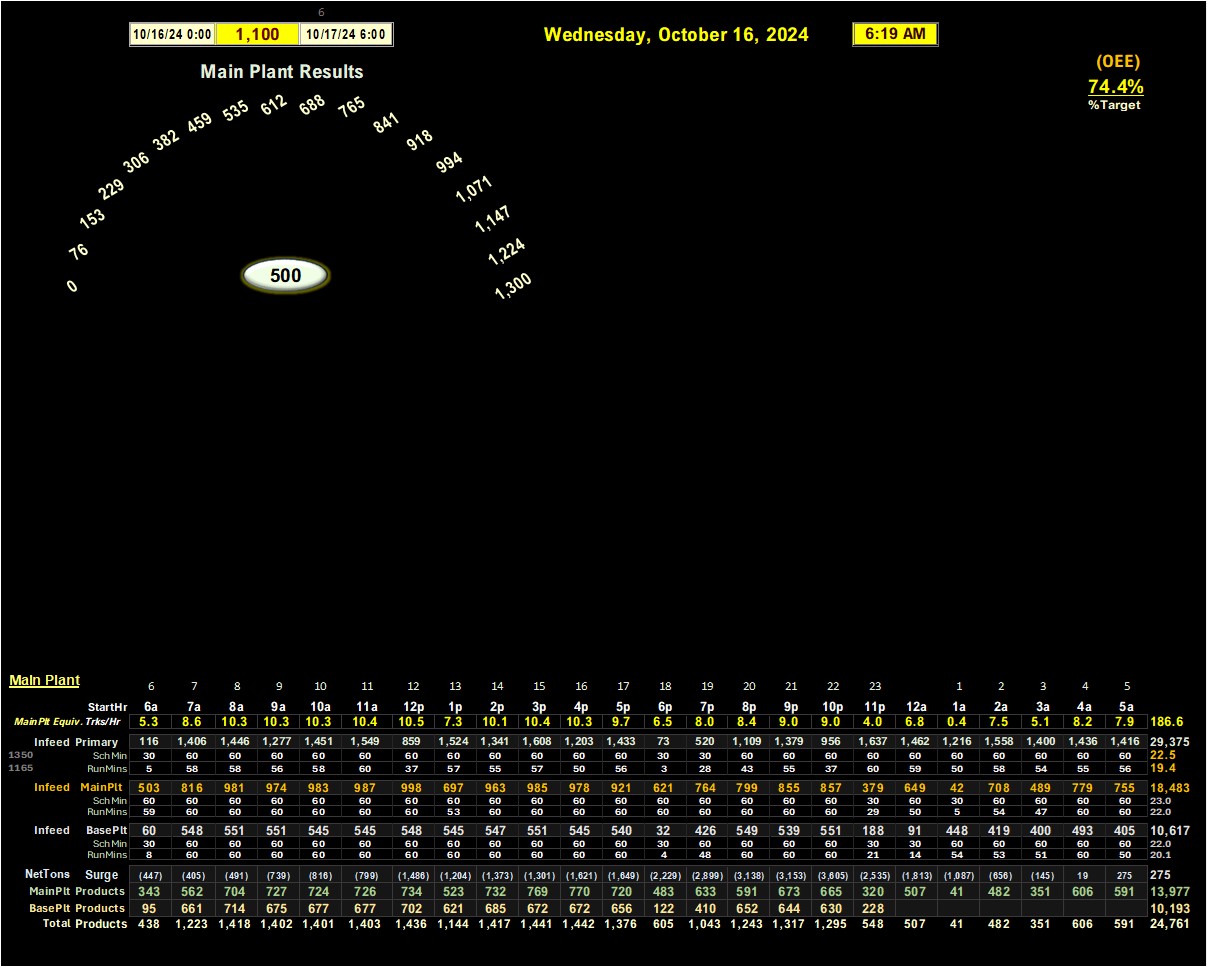 6
10/16/24 0:00 1,100 10/17/24 6:00 Wednesday, October 16, 2024 6:19 AM
(OEE)
74.4%
%Target
Main Plant Results
0 76 153 229 306 382 459 535 612 688 765 841 918 994 1,071 1,147 1,224 1,300
500
Main Plant
6 7 8 9 10 11 12 13 14 15 16 17 18 19 20 21 22 23 1 2 3 4 5
StartHr 6a 7a 8a 9a 10a 11a 12p 1p 2p 3p 4p 5p 6p 7p 8p 9p 10p 11p 12a 1a 2a 3a 4a 5a
MainPlt Equiv. Trks/Hr 5.3 8.6 10.3 10.3 10.3 10.4 10.5 7.3 10.1 10.4 10.3 9.7 6.5 8.0 8.4 9.0 9.0 4.0 6.8 0.4 7.5 5.1 8.2 7.9 186.6
Infeed Primary 116 1,406 1,446 1,277 1,451 1,549 859 1,524 1,341 1,608 1,203 1,433 73 520 1,109 1,379 956 1,637 1,462 1,216 1,558 1,400 1,436 1,416 29,375
1350 SchMin 30 60 60 60 60 60 60 60 60 60 60 60 30 30 60 60 60 60 60 60 60 60 60 60 22.5
1165 RunMins 5 58 58 56 58 60 37 57 55 57 50 56 3 28 43 55 37 60 59 50 58 54 55 56 19.4
Infeed MainPlt 503 816 981 974 983 987 998 697 963 985 978 921 621 764 799 855 857 379 649 42 708 489 779 755 18,483
SchMin 60 60 60 60 60 60 60 60 60 60 60 60 60 60 60 60 60 30 60 30 60 60 60 60 23.0
RunMins 59 60 60 60 60 60 60 53 60 60 60 60 60 60 60 60 60 29 50 5 54 47 60 60 22.0
Infeed BasePlt 60 548 551 551 545 545 548 545 547 551 545 540 32 426 549 539 551 188 91 448 419 400 493 405 10,617
SchMin 30 60 60 60 60 60 60 60 60 60 60 60 30 60 60 60 60 30 30 60 60 60 60 60 22.0
RunMins 8 60 60 60 60 60 60 60 60 60 60 60 4 48 60 60 60 21 14 54 53 51 60 50 20.1
NetTons Surge (447) (405) (491) (739) (816) (799) (1,486) (1,204) (1,373) (1,301) (1,621) (1,649) (2,229) (2,899) (3,138) (3,153) (3,605) (2,535) (1,813) (1,087) (656) (145) 19 275 275
MainPlt Products 343 562 704 727 724 726 734 523 732 769 770 720 483 633 591 673 665 320 507 41 482 351 606 591 13,977
BasePlt Products 95 661 714 675 677 677 702 621 685 672 672 656 122 410 652 644 630 228 10,193
Total Products 438 1,223 1,418 1,402 1,401 1,403 1,436 1,144 1,417 1,441 1,442 1,376 605 1,043 1,243 1,317 1,295 548 507 41 482 351 606 591 24,761